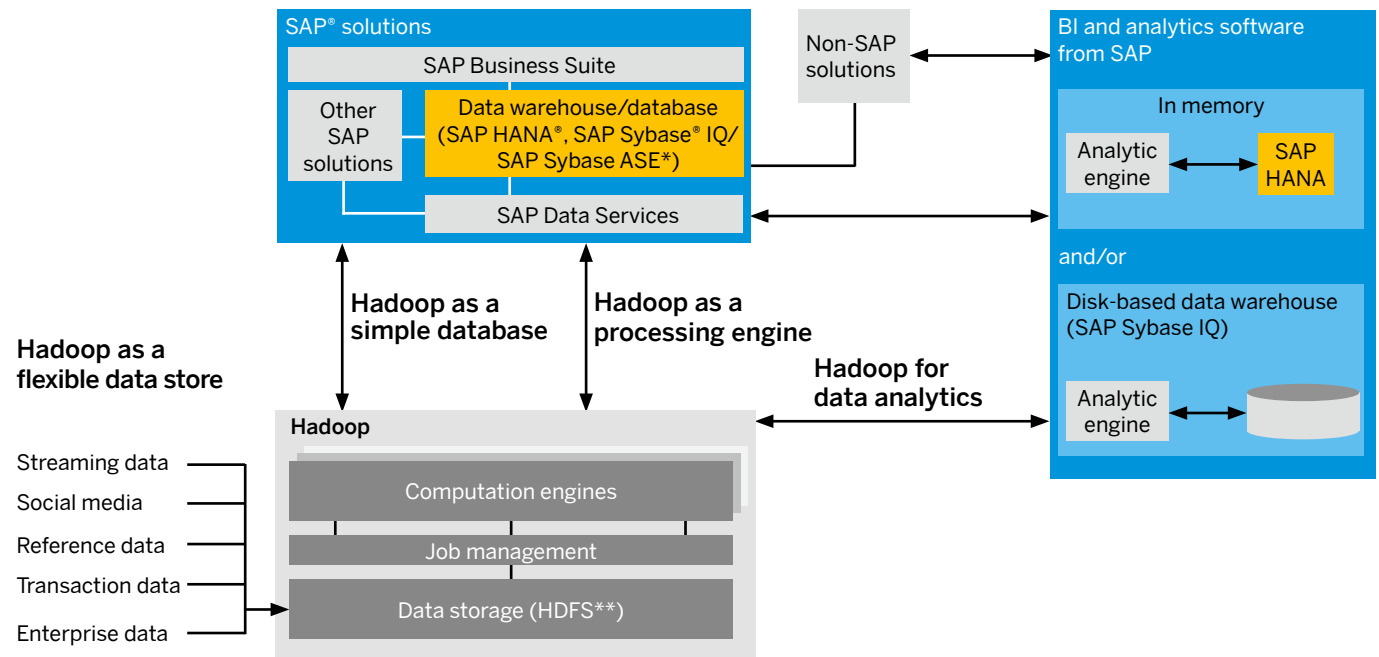 SAP® solutions
SAP Business Suite
Other
SAP
solutions
Data warehouse/database
(SAP HANA®, SAP Sybase® IQ/
SAP Sybase ASE*)
SAP Data Services
Non-SAP
solutions
BI and analytics software
from SAP
In memory
Analytic
engine
SAP
HANA
and/or
Disk-based data warehouse
(SAP Sybase IQ)
Analytic
engine
Hadoop as a
simple database
Hadoop as a
processing engine
Hadoop as a
flexible data store
Hadoop for
data analytics
Hadoop
Computation engines
Job management
Data storage (HDFS**)
Streaming data
Social media
Reference data
Transaction data
Enterprise data